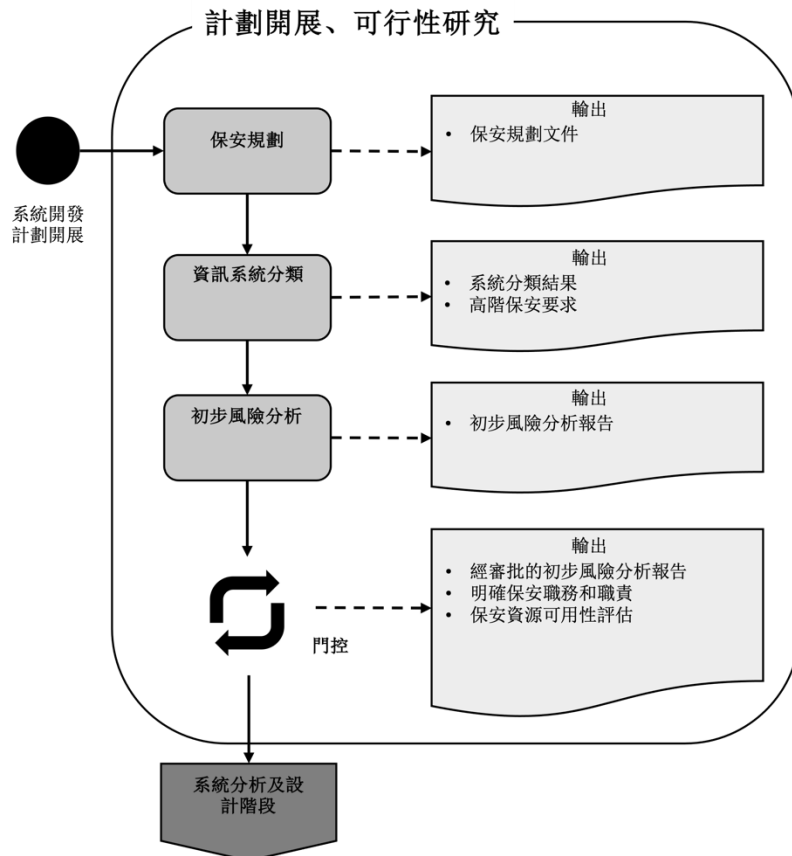 計劃開展、可行性研究
系統開發
計劃開展
保安規劃
輸出
• 保安規劃文件
資訊系統分類
輸出
• 系統分類結果
• 高階保安要求
初步風險分析
輸出
• 初步風險分析報告
門控
輸出
• 經審批的初步風險分析報告
• 明確保安職務和職責
• 保安資源可用性評估
系統分析及設
計階段